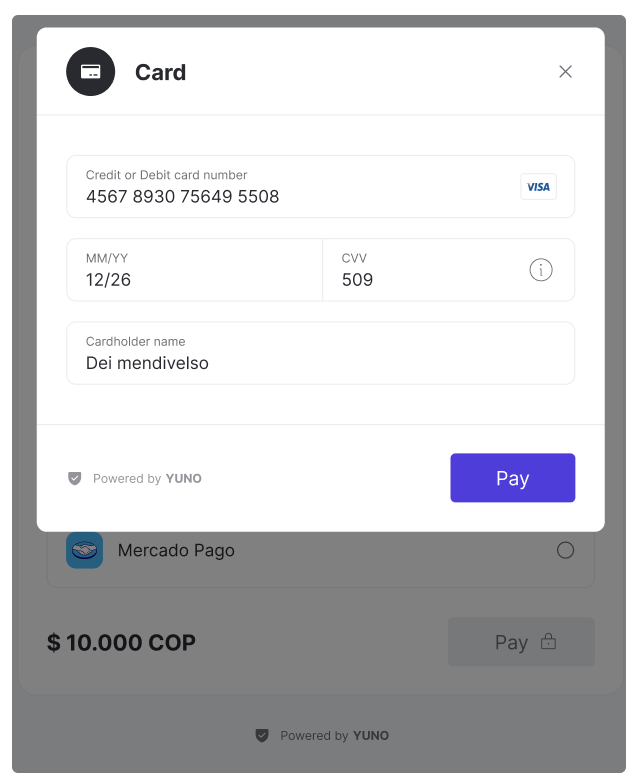 Card
Credit or Debit card number
4567 8930 75649 5508
VISA
MM/YY
12/26
CVV
509
Cardholder name
Dei mendivelso
Powered by YUNO
Pay
Mercado Pago
$ 10.000 COP
Pay
Powered by YUNO